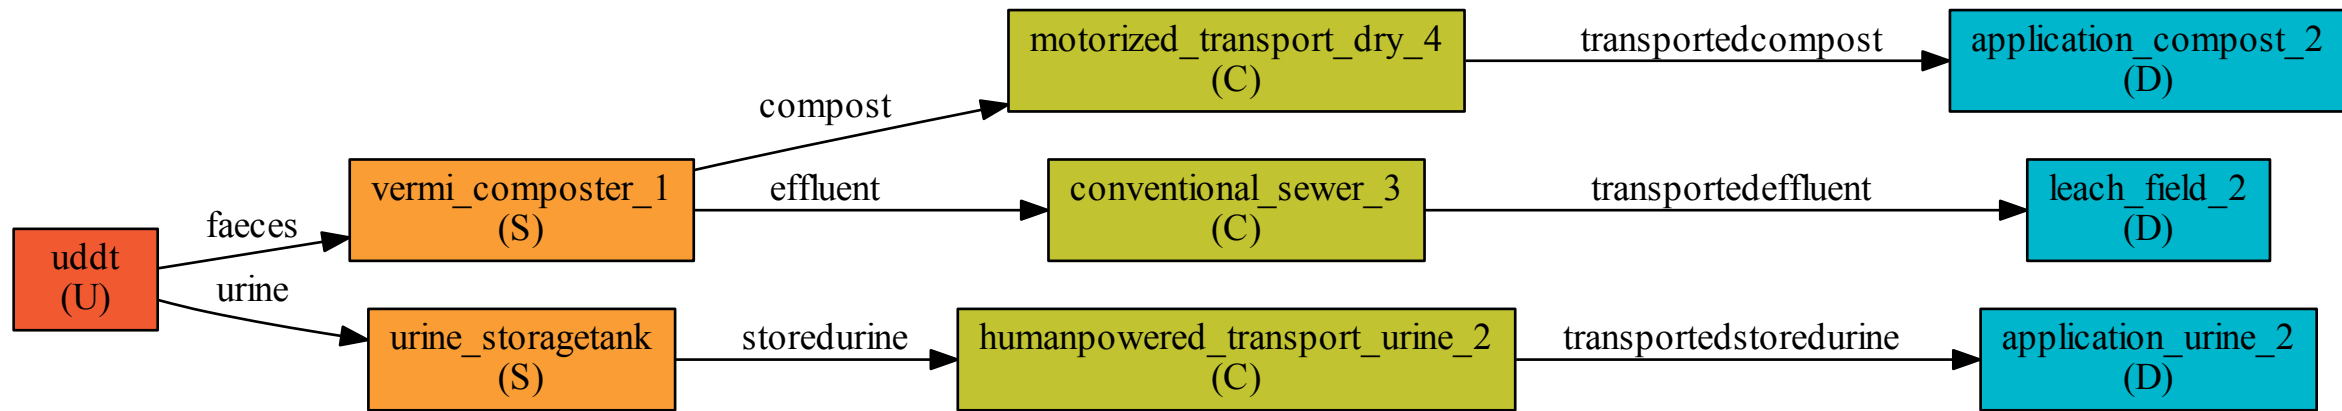 uddt
(U)
faeces
urine
vermi_composter_1
(S)
urine_storagetank
(S)
compost
effluent
storedurine
motorized_transport_dry_4
(C)
conventional_sewer_3
(C)
humanpowered_transport_urine_2
(C)
transportedcompost
transportedeffluent
transportedstoredurine
application_compost_2
(D)
leach_field_2
(D)
application_urine_2
(D)